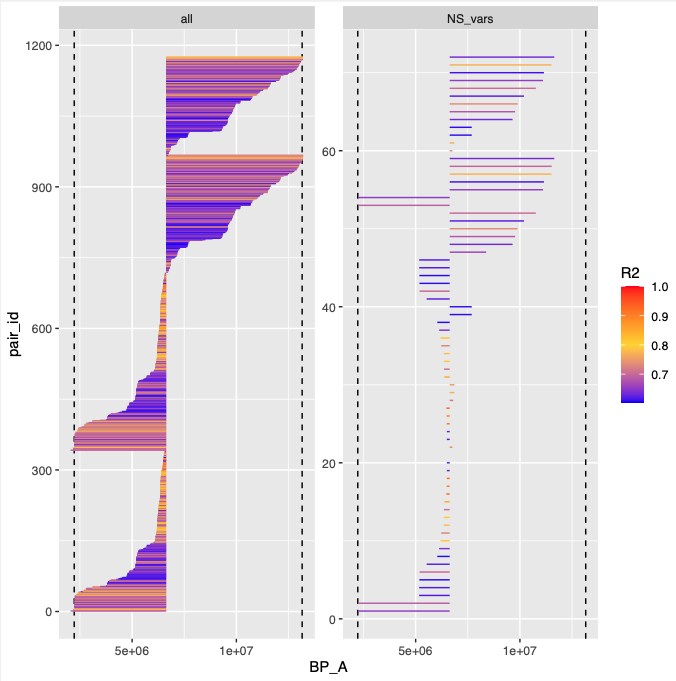 all
NS_vars
1200
900
600
300
0
60
40
20
0
pair_id
5e+06
1e+07
5e+06
1e+07
BP_A
R2
1.0
0.9
0.8
0.7